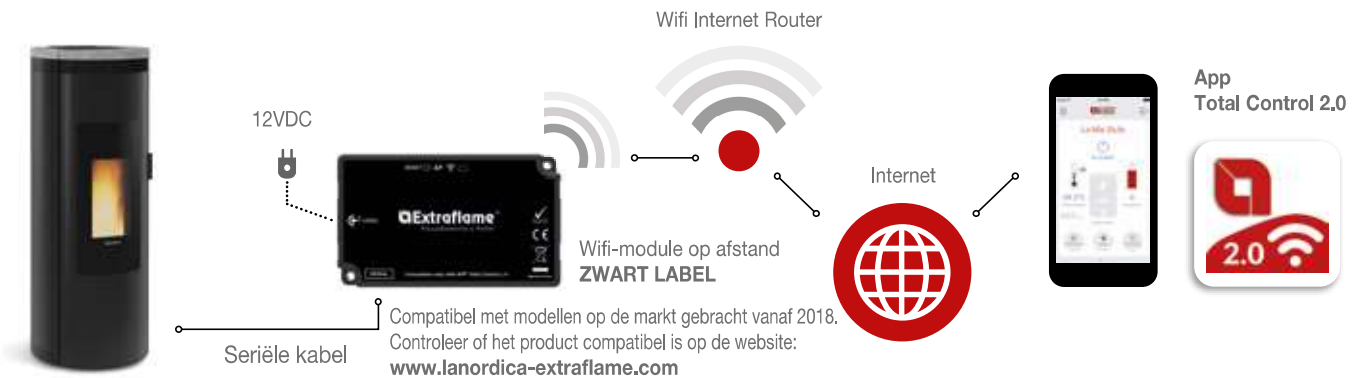 Wifi Internet Router
App
Total Control 2.0
12VDC
Internet
Extraflame
Wifi-module op afstand
ZWART LABEL
2.0
Compatibel met modellen op de markt gebracht vanaf 2018.
Controleer of het product compatibel is op de website:
www.lanordica-extraflame.com
Seriële kabel